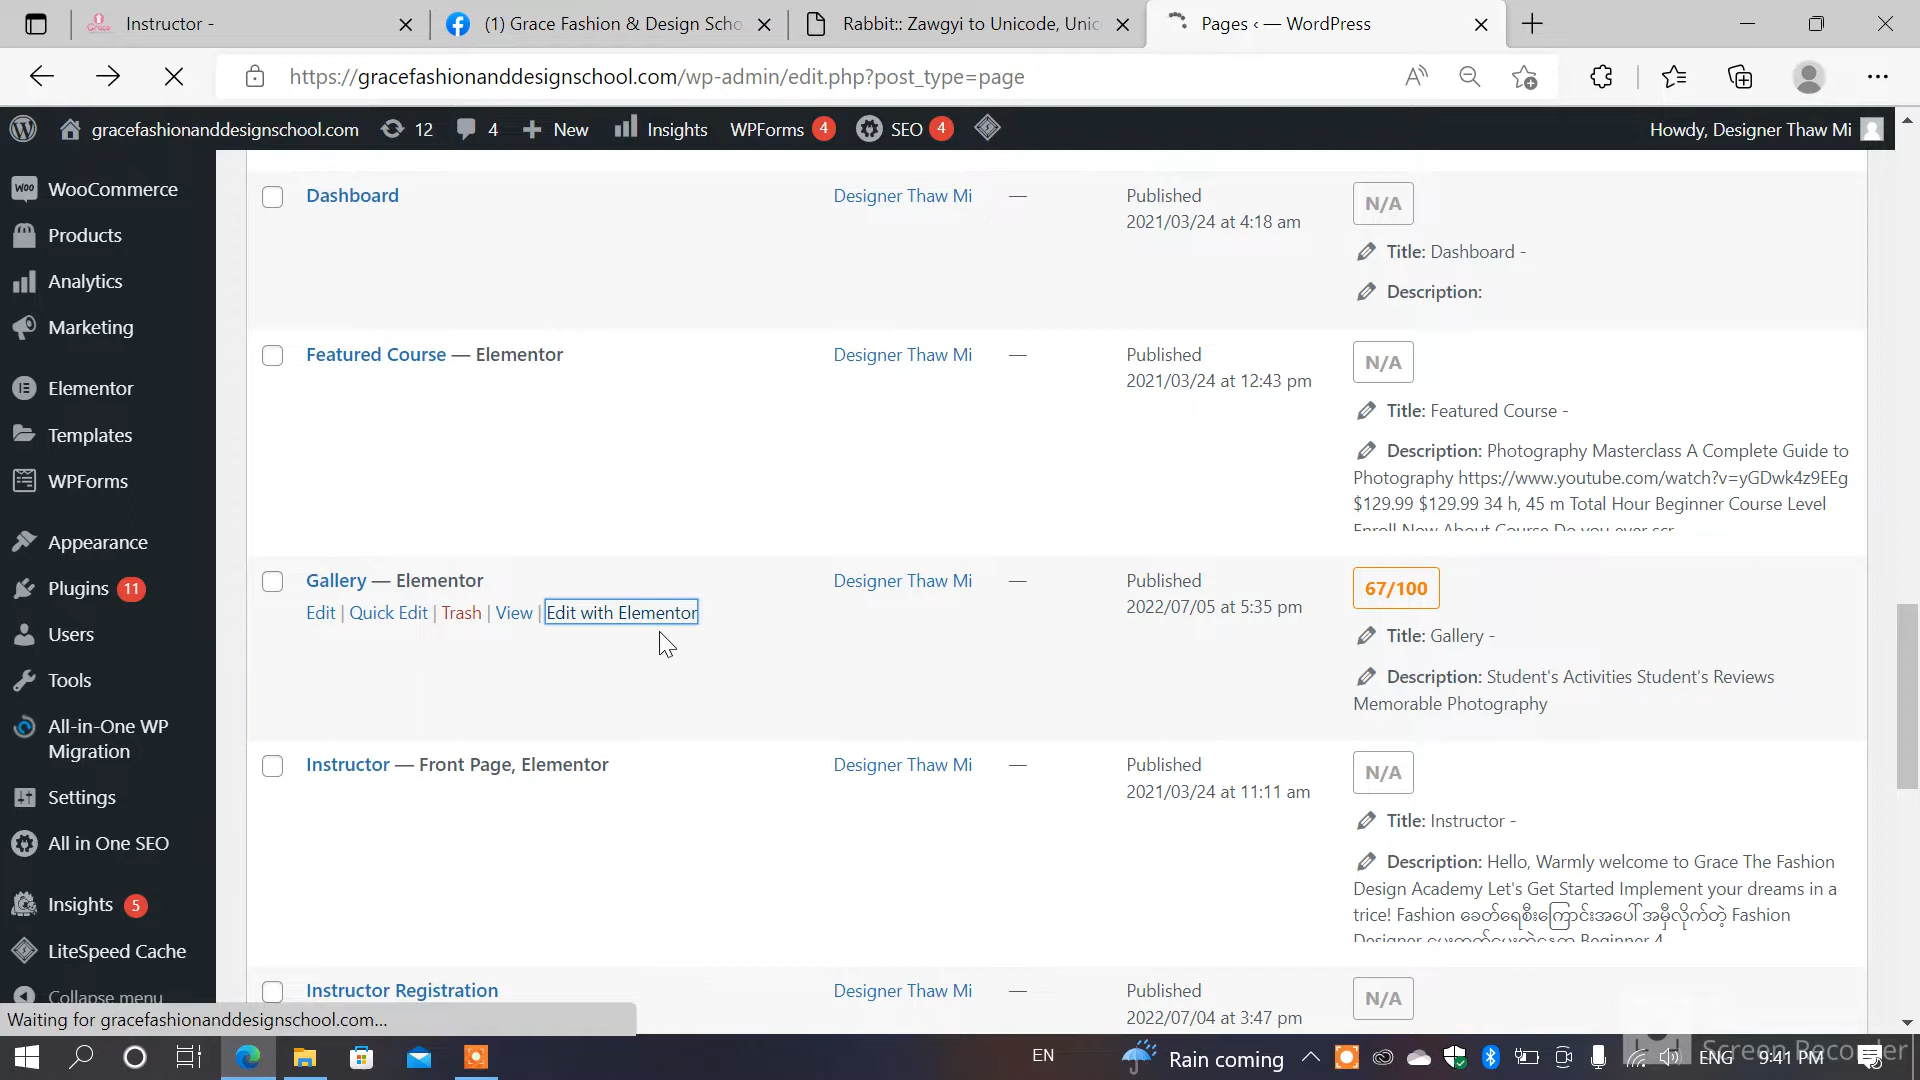 Instructor -
(1) Grace Fashion & Design Scho
Rabbit:: Zawgyi to Unicode, Unic
Pages ‹ — WordPress
https://gracefashionanddesignschool.com/wp-admin/edit.php?post_type=page
gracefashionanddesignschool.com
12
4
New
Insights
WPForms 4
SEO 4
Howdy, Designer Thaw Mi
WooCommerce
Products
Analytics
Marketing
Elementor
Templates
WPForms
Appearance
Plugins 11
Users
Tools
All-in-One WP
Migration
Settings
All in One SEO
Insights 5
LiteSpeed Cache
Collapse menu
Dashboard
Designer Thaw Mi
—
Published
2021/03/24 at 4:18 am
N/A
Title: Dashboard -
Description:
Featured Course — Elementor
Designer Thaw Mi
—
Published
2021/03/24 at 12:43 pm
N/A
Title: Featured Course -
Description: Photography Masterclass A Complete Guide to
Photography https://www.youtube.com/watch?v=yGDwk4z9EEg
$129.99 $129.99 34 h, 45 m Total Hour Beginner Course Level
Enroll Now About Course Do you ever scr
Gallery — Elementor
Edit | Quick Edit | Trash | View | Edit with Elementor
Designer Thaw Mi
—
Published
2022/07/05 at 5:35 pm
67/100
Title: Gallery -
Description: Student's Activities Student's Reviews
Memorable Photography
Instructor — Front Page, Elementor
Designer Thaw Mi
—
Published
2021/03/24 at 11:11 am
N/A
Title: Instructor -
Description: Hello, Warmly welcome to Grace The Fashion
Design Academy Let's Get Started Implement your dreams in a
trice! Fashion ခေတ်ရေစီးကြောင်းအပေါ် အမှီလိုက်တဲ့ Fashion
Designer Beginner 4
Instructor Registration
Designer Thaw Mi
—
Published
2022/07/04 at 3:47 pm
N/A
Waiting for gracefashionanddesignschool.com...
EN
Rain coming
ENG
9:41 PM
Screen Recorder